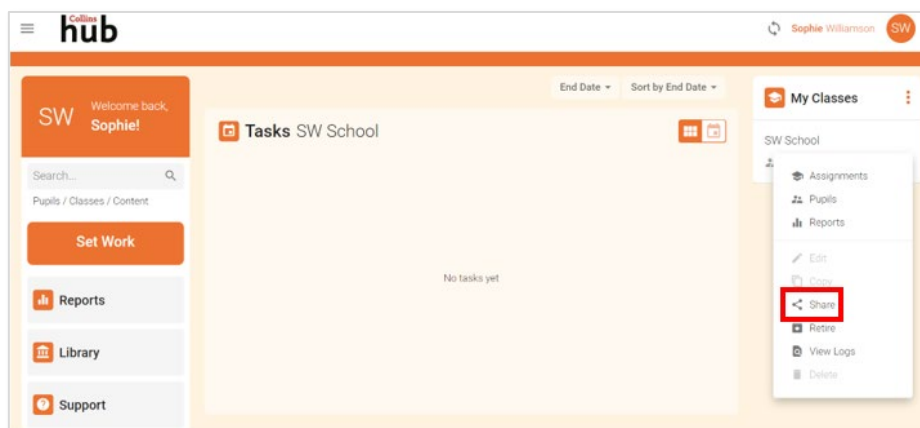 Collins
hub
Sophie Williamson
SW
SW
Welcome back,
Sophie!
Search...
Pupils / Classes / Content
Set Work
Reports
Library
Support
End Date
Sort by End Date
Tasks SW School
No tasks yet
My Classes
SW School
Assignments
Pupils
Reports
Edit
Copy
Share
Retire
View Logs
Delete